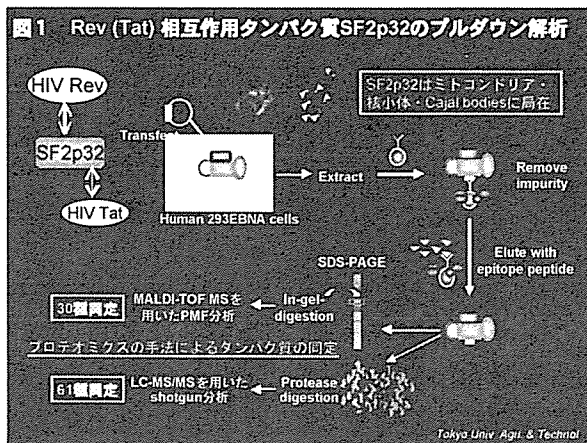 図1 Rev (Tat) 相互作用タンパク質SF2p32のプルダウン解析
HIV Rev
SF2p32
HIV Tat
Transfect
Human 293EBNA cells
Extract
SF2p32はミトコンドリア・
核小体・Cajal bodiesに局在
Remove
impurity
Elute with
epitope peptide
SDS-PAGE
In-gel-
digestion
MALDI-TOF MSを
用いたPMF分析
30種同定
プロテオミクスの手法によるタンパク質の同定
Protease
digestion
LC-MS/MSを用いた
shotgun分析
61種同定
Tokyo Univ. Agri. & Technol